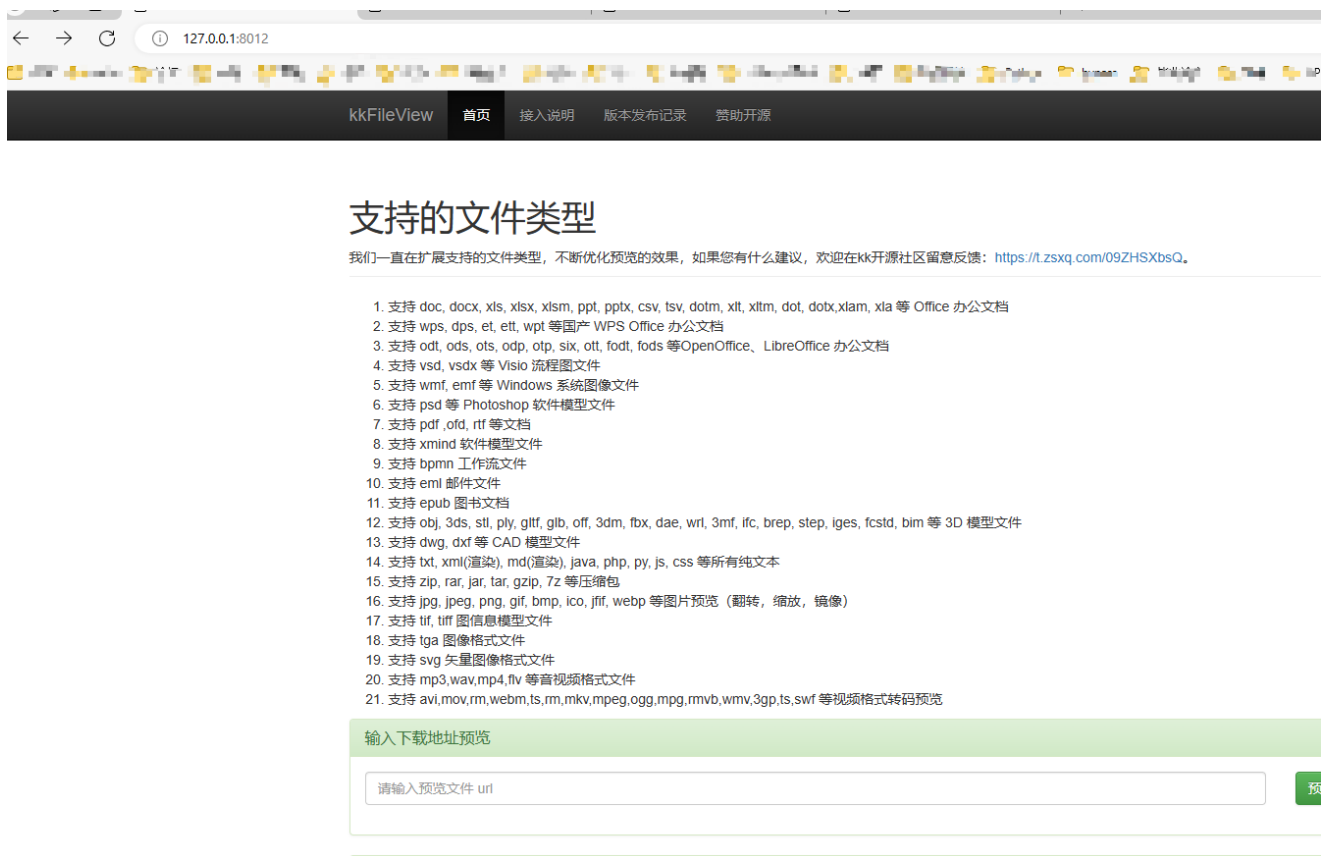 127.0.0.1:8012
kkFileView 首页 接入说明 版本发布记录 赞助开源
支持的文件类型
我们一直在扩展支持的文件类型，不断优化预览的效果，如果您有什么建议，欢迎在kk开源社区留意反馈：https://t.zsxq.com/09ZHSXbsQ。
1. 支持 doc, docx, xls, xlsx, xlsm, ppt, pptx, csv, tsv, dotm, xlt, xltm, dot, dotx,xlam, xla 等 Office 办公文档
2. 支持 wps, dps, et, ett, wpt 等国产 WPS Office 办公文档
3. 支持 odt, ods, ots, odp, otp, six, ott, fodt, fods 等OpenOffice、LibreOffice 办公文档
4. 支持 vsd, vsdx 等 Visio 流程图文件
5. 支持 wmf, emf 等 Windows 系统图像文件
6. 支持 psd 等 Photoshop 软件模型文件
7. 支持 pdf ,ofd, rtf 等文档
8. 支持 xmind 软件模型文件
9. 支持 bpmn 工作流文件
10. 支持 eml 邮件文件
11. 支持 epub 图书文档
12. 支持 obj, 3ds, stl, ply, gltf, glb, off, 3dm, fbx, dae, wrl, 3mf, ifc, brep, step, iges, fcstd, bim 等 3D 模型文件
13. 支持 dwg, dxf 等 CAD 模型文件
14. 支持 txt, xml(渲染), md(渲染), java, php, py, js, css 等所有纯文本
15. 支持 zip, rar, jar, tar, gzip, 7z 等压缩包
16. 支持 jpg, jpeg, png, gif, bmp, ico, jfif, webp 等图片预览（翻转，缩放，镜像）
17. 支持 tif, tiff 图信息模型文件
18. 支持 tga 图像格式文件
19. 支持 svg 矢量图像格式文件
20. 支持 mp3,wav,mp4,flv 等音视频格式文件
21. 支持 avi,mov,rm,webm,ts,rm,mkv,mpeg,ogg,mpg,rmvb,wmv,3gp,ts,swf 等视频格式转码预览
输入下载地址预览
请输入预览文件 url
预